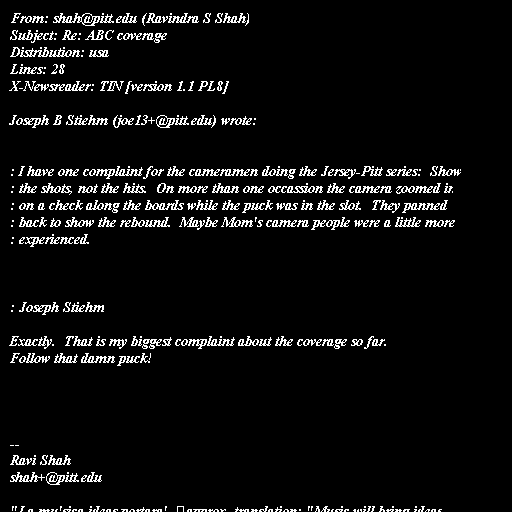 From: shah@pitt.edu (Ravindra S Shah)
Subject: Re: ABC coverage
Distribution: usa
Lines: 28
X-Newsreader: TIN [version 1.1 PL8]
Joseph B Stiehm (joe13+@pitt.edu) wrote:
: I have one complaint for the cameramen doing the Jersey-Pitt series:  Show
: the shots, not the hits.  On more than one occassion the camera zoomed in
: on a check along the boards while the puck was in the slot.  They panned
: back to show the rebound.  Maybe Mom's camera people were a little more
: experienced.
: Joseph Stiehm
Exactly.  That is my biggest complaint about the coverage so far.
Follow that damn puck!
--
Ravi Shah
shah+@pitt.edu
"La mu'sica ideas portara'. approx. translation: "Music will bring ideas